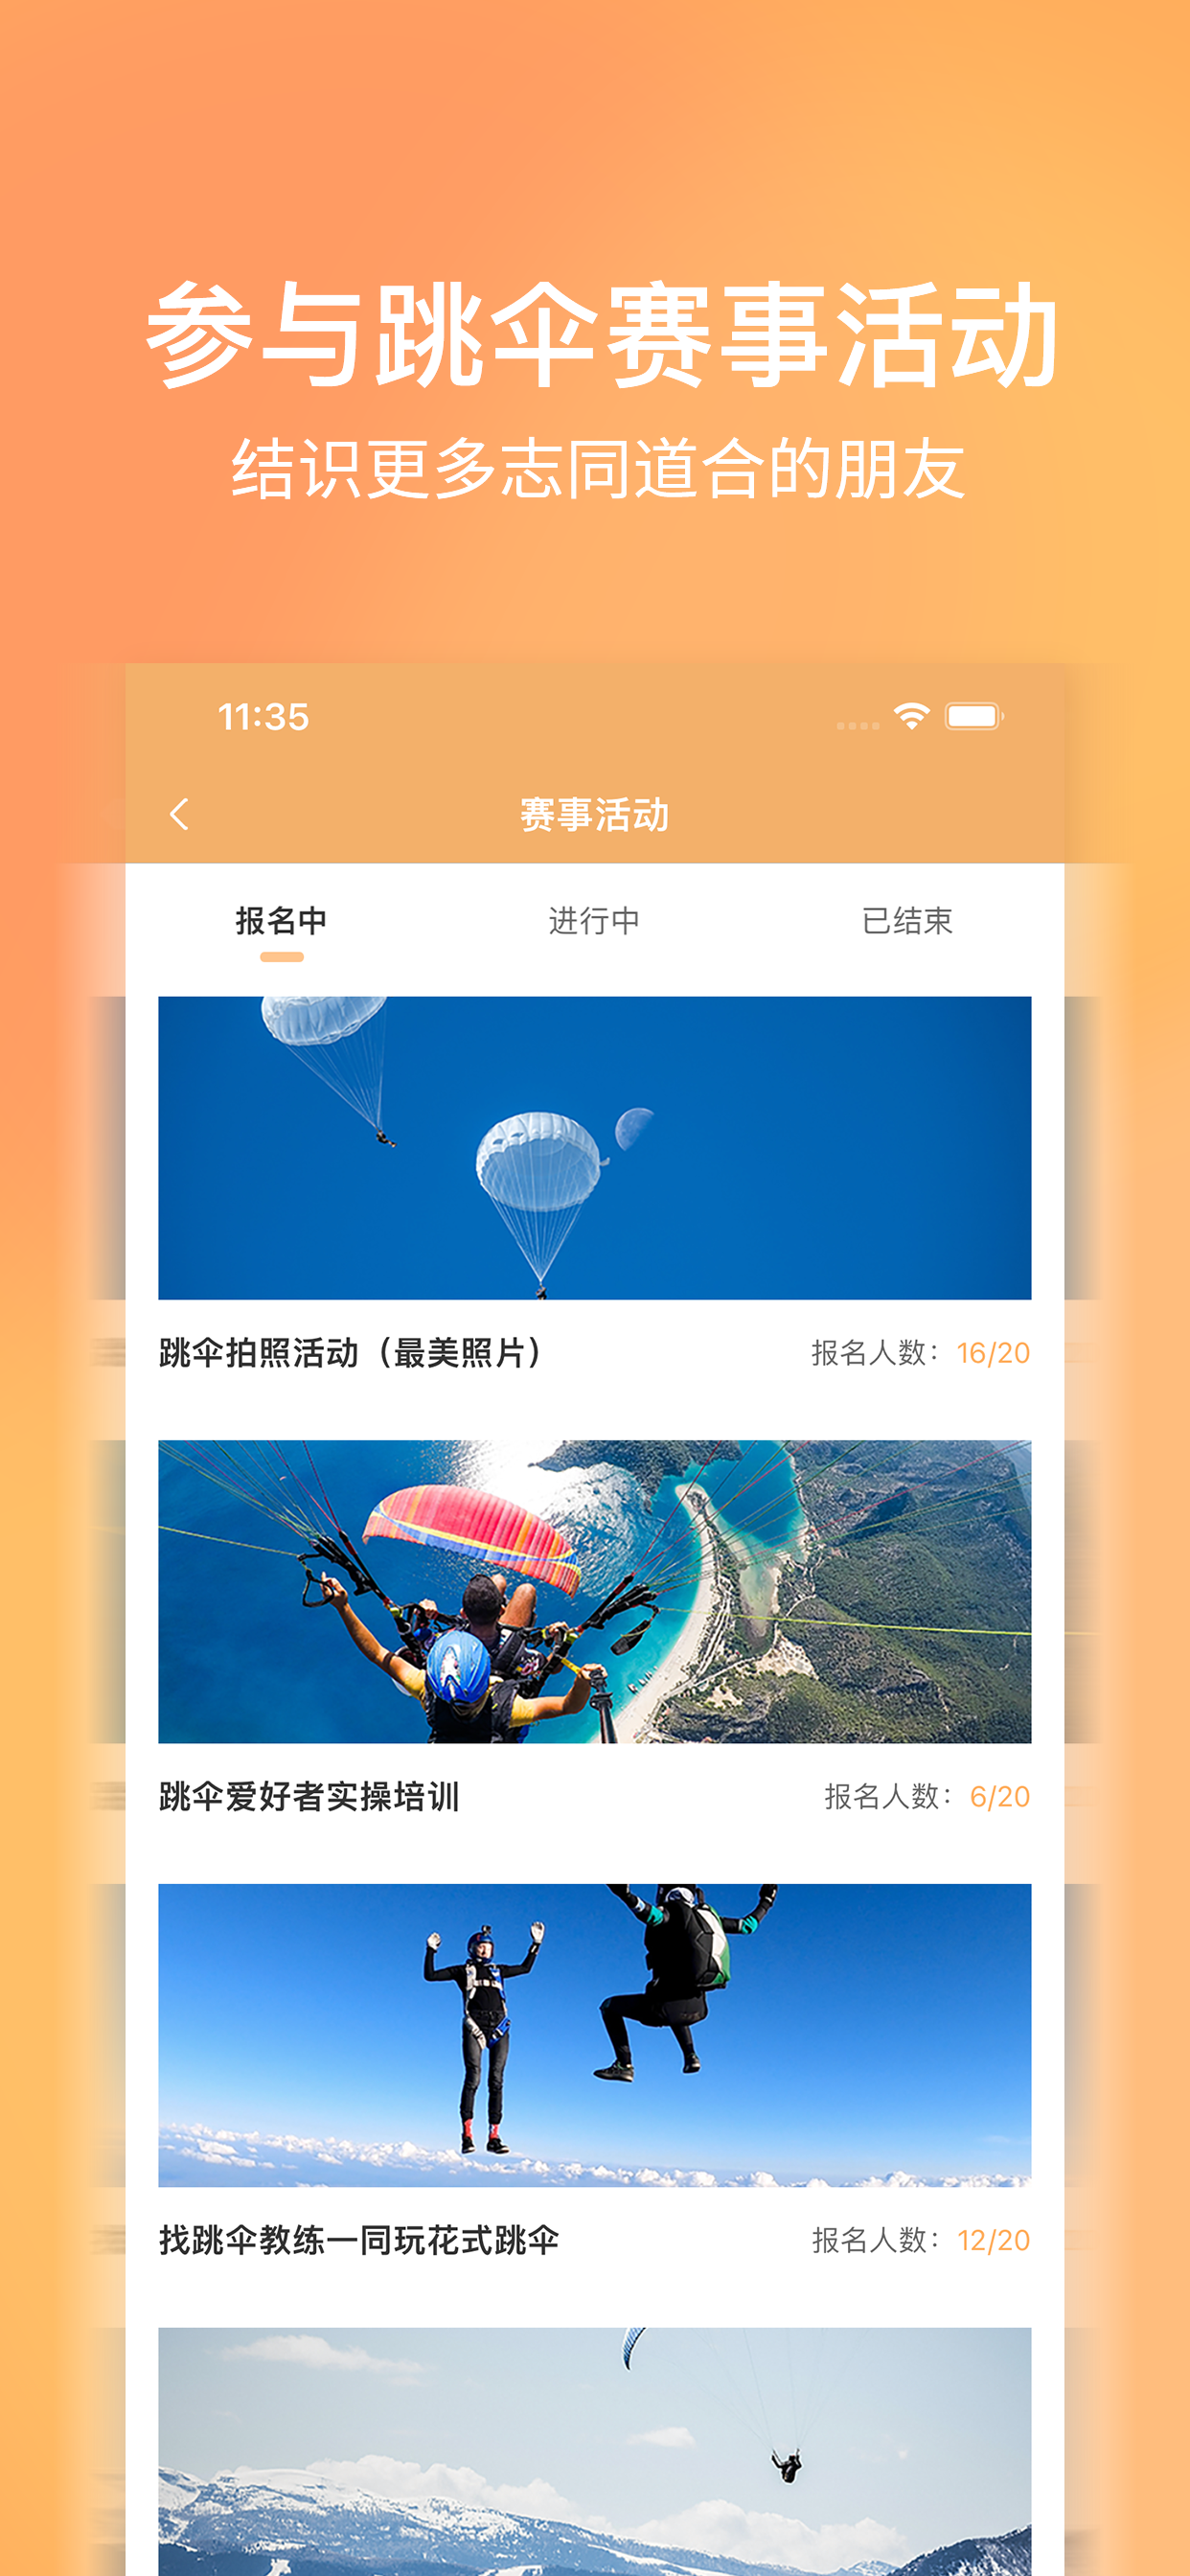 参与跳伞赛事活动
结识更多志同道合的朋友
11:35
赛事活动
报名中 进行中 已结束
跳伞拍照活动（最美照片） 报名人数：16/20
跳伞爱好者实操培训 报名人数：6/20
找跳伞教练一同玩花式跳伞 报名人数：12/20